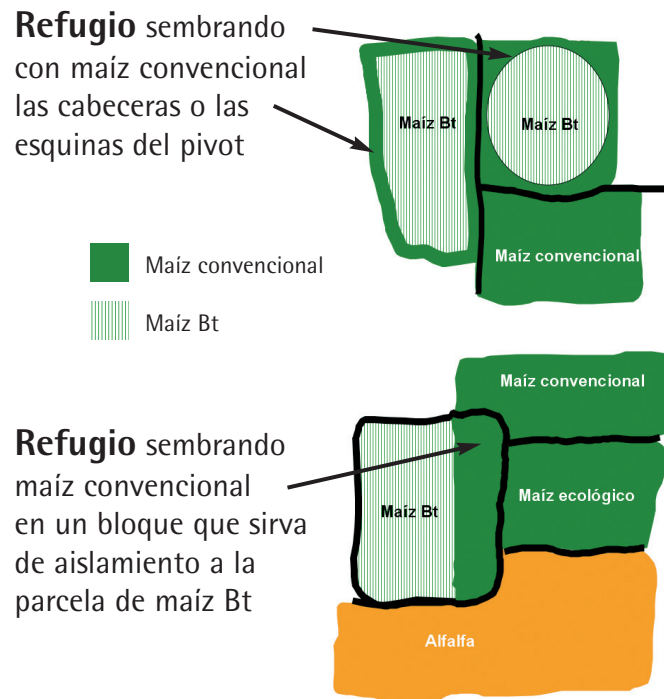 Refugio sembrando
con maíz convencional
las cabeceras o las
esquinas del pivot
Maíz Bt
Maíz Bt
Maíz convencional
Maíz convencional
Maíz Bt
Maíz convencional
Refugio sembrando
maíz convencional
en un bloque que sirva
de aislamiento a la
parcela de maíz Bt
Maíz Bt
Maíz ecológico
Alfalfa